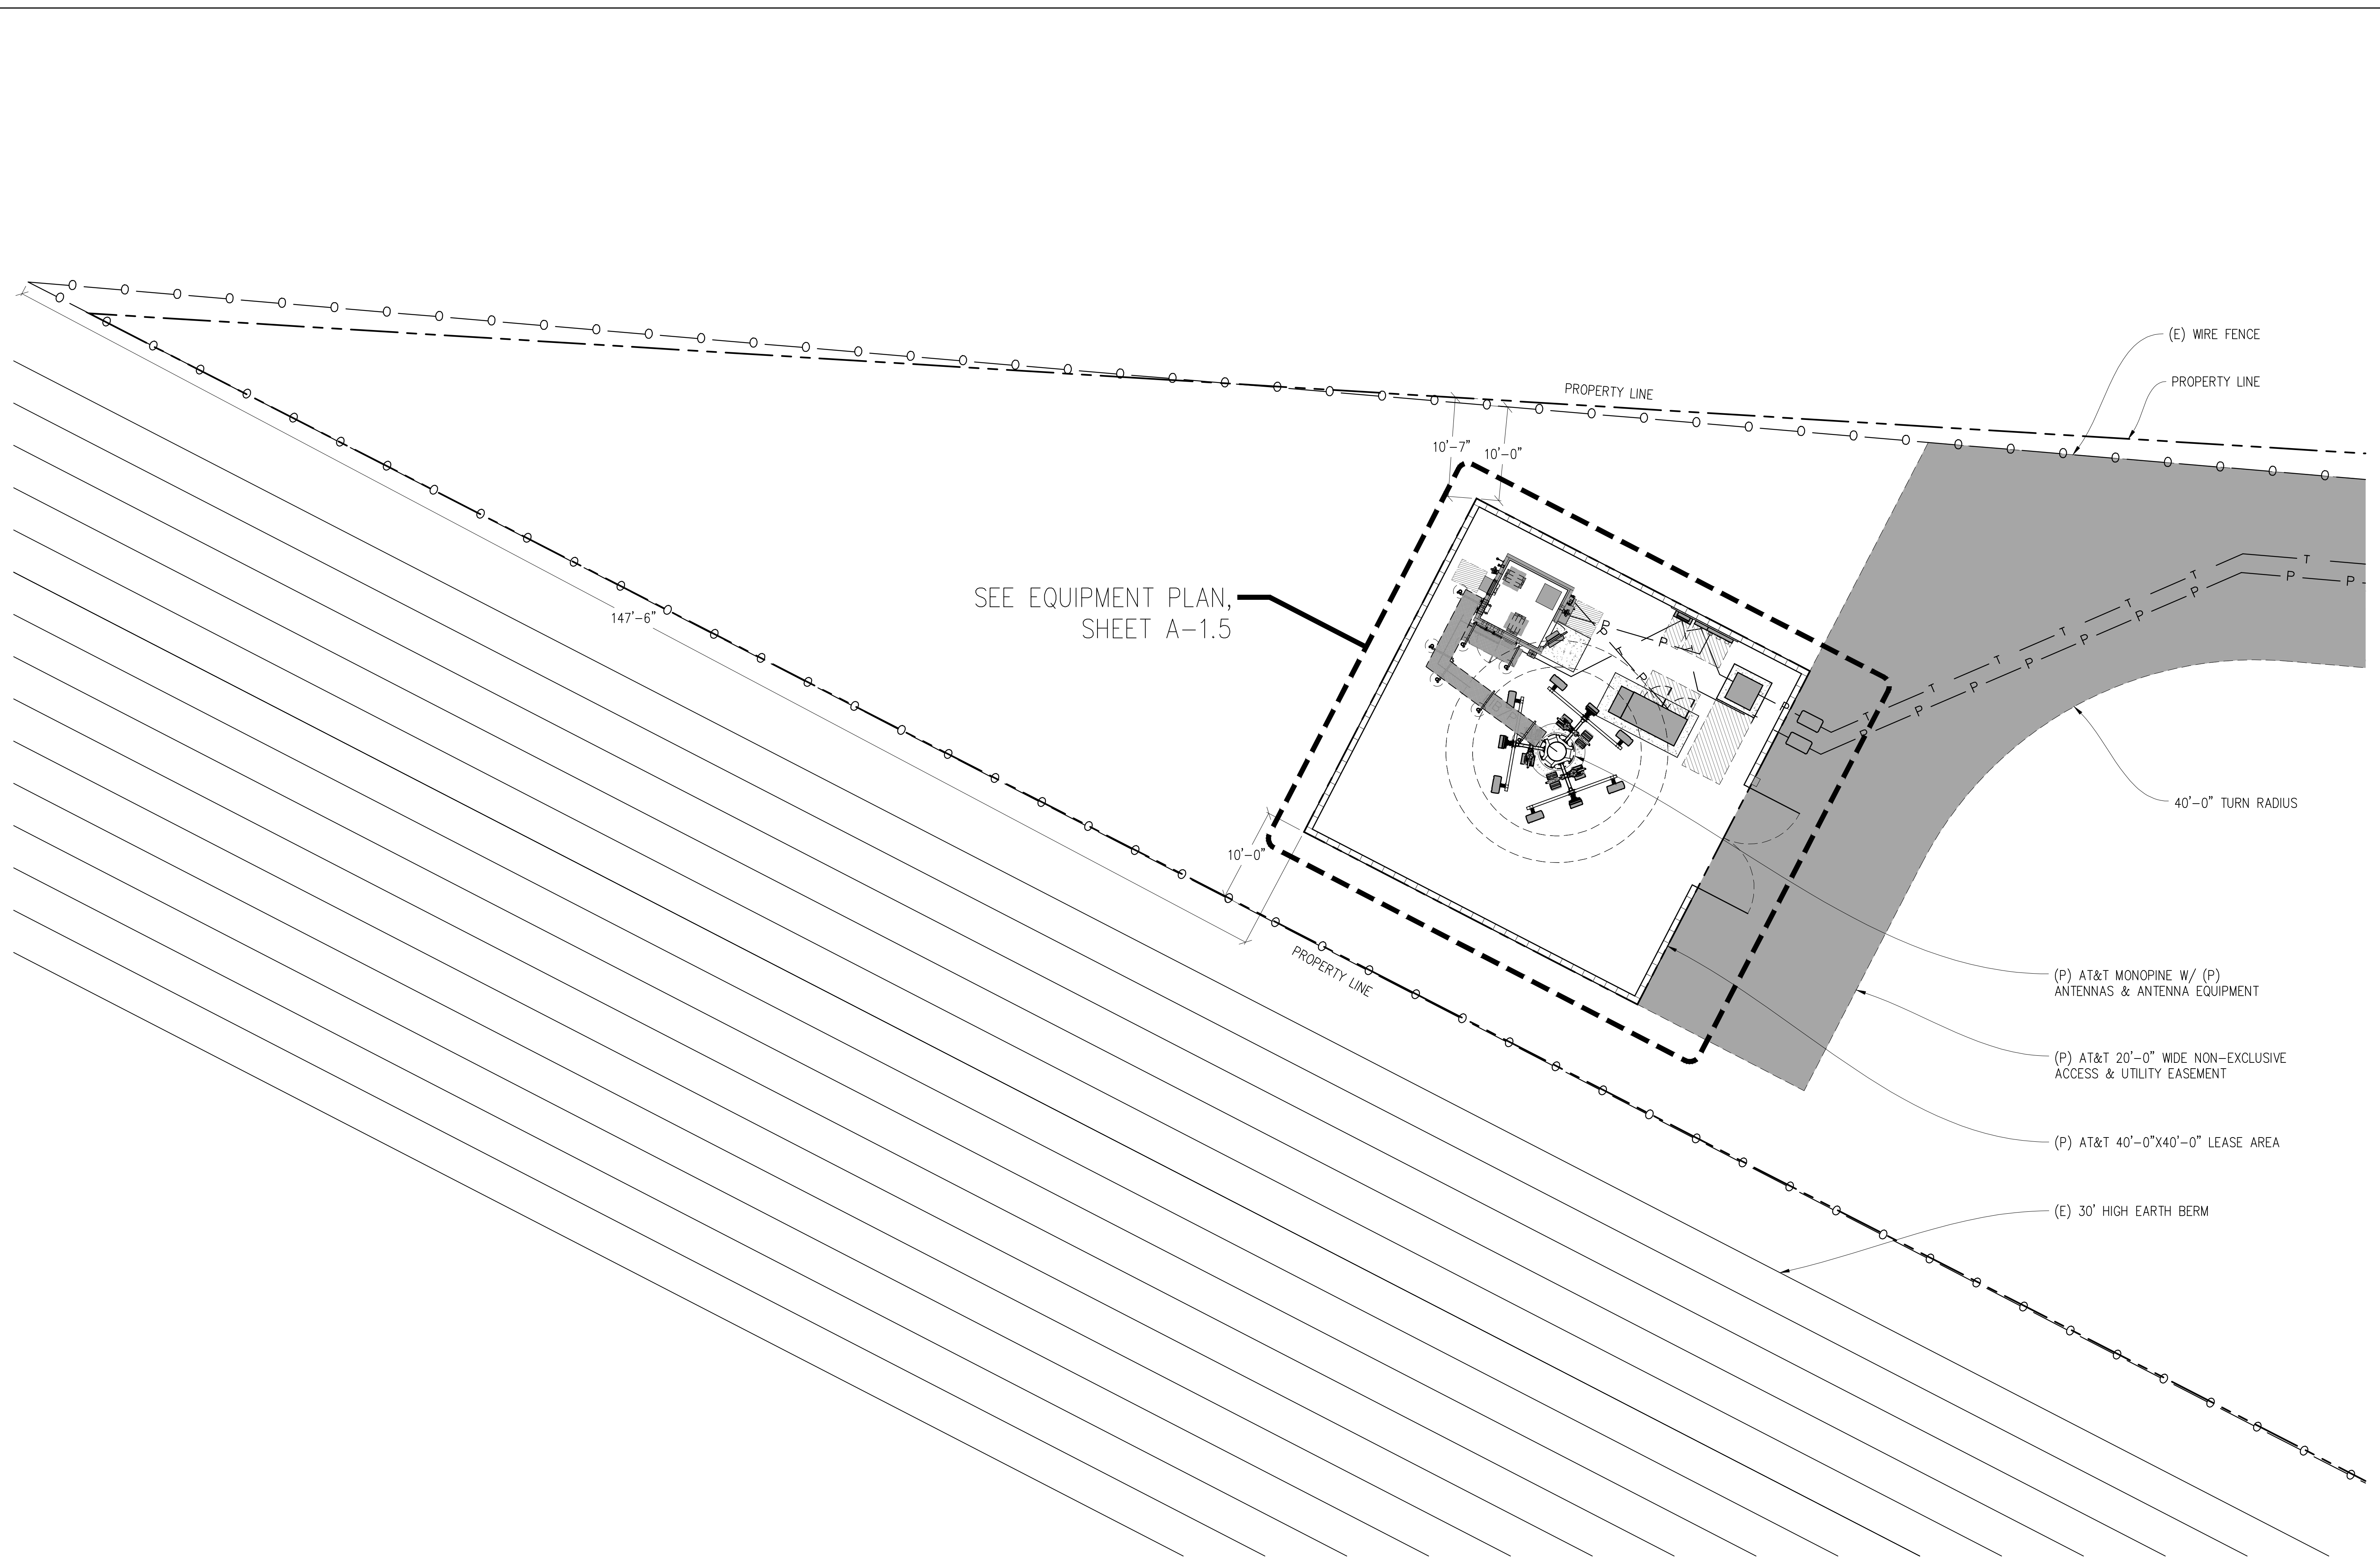 (E) WIRE FENCE
PROPERTY LINE
PROPERTY LINE
10'-7"
10'-0"
SEE EQUIPMENT PLAN,
SHEET A-1.5
147'-6"
T
T
P
P
T
P
T
P
P
T
P
T
P
T
P
P
P
P
P
T
P
40'-0" TURN RADIUS
10'-0"
PROPERTY LINE
(P) AT&T MONOPINE W/ (P)
ANTENNAS & ANTENNA EQUIPMENT
(P) AT&T 20'-0" WIDE NON-EXCLUSIVE
ACCESS & UTILITY EASEMENT
(P) AT&T 40'-0"X40'-0" LEASE AREA
(E) 30' HIGH EARTH BERM